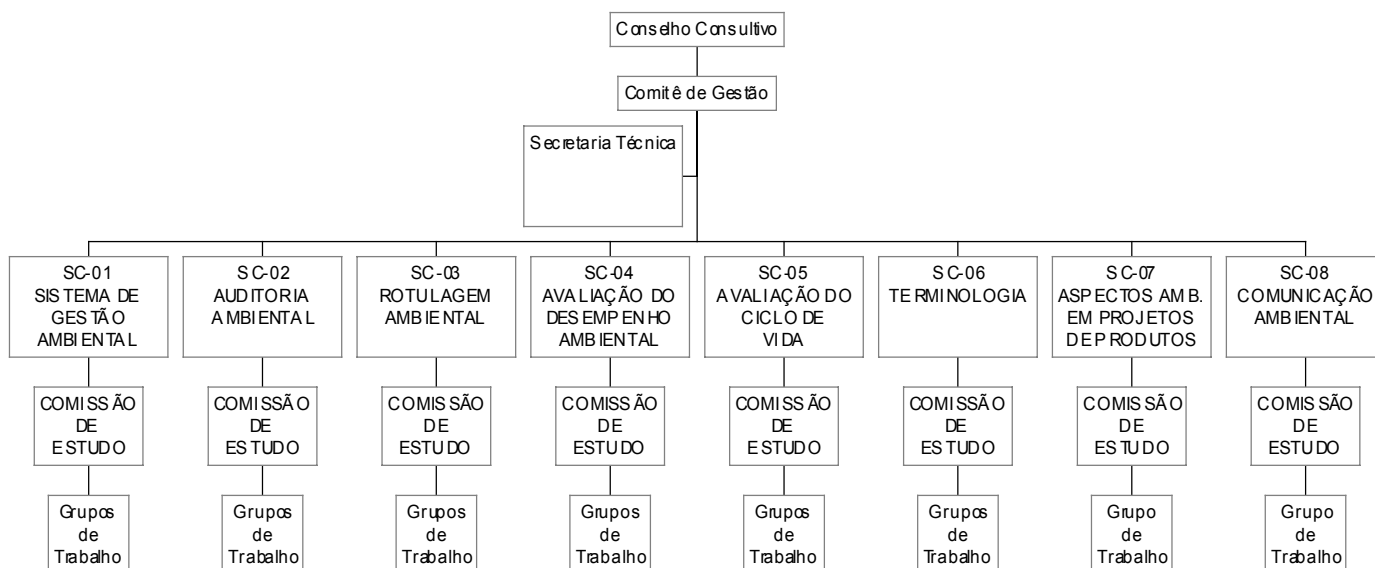 Conselho Consultivo
Comitê de Gestão
Secretaria Técnica
SC-01
SISTEMA DE
GESTÃO
AMBIENTAL
SC-02
AUDITORIA
AMBIENTAL
SC-03
ROTULAGEM
AMBIENTAL
SC-04
AVALIAÇÃO DO
DESEMPENHO
AMBIENTAL
SC-05
AVALIAÇÃO DO
CICLO DE
VIDA
SC-06
TERMINOLOGIA
SC-07
ASPECTOS AMB.
EM PROJETOS
DE PRODUTOS
SC-08
COMUNICAÇÃO
AMBIENTAL
COMISSÃO
DE
ESTUDO
COMISSÃO
DE
ESTUDO
COMISSÃO
DE
ESTUDO
COMISSÃO
DE
ESTUDO
COMISSÃO
DE
ESTUDO
COMISSÃO
DE
ESTUDO
COMISSÃO
DE
ESTUDO
COMISSÃO
DE
ESTUDO
Grupos
de
Trabalho
Grupos
de
Trabalho
Grupos
de
Trabalho
Grupos
de
Trabalho
Grupos
de
Trabalho
Grupos
de
Trabalho
Grupo
de
Trabalho
Grupo
de
Trabalho